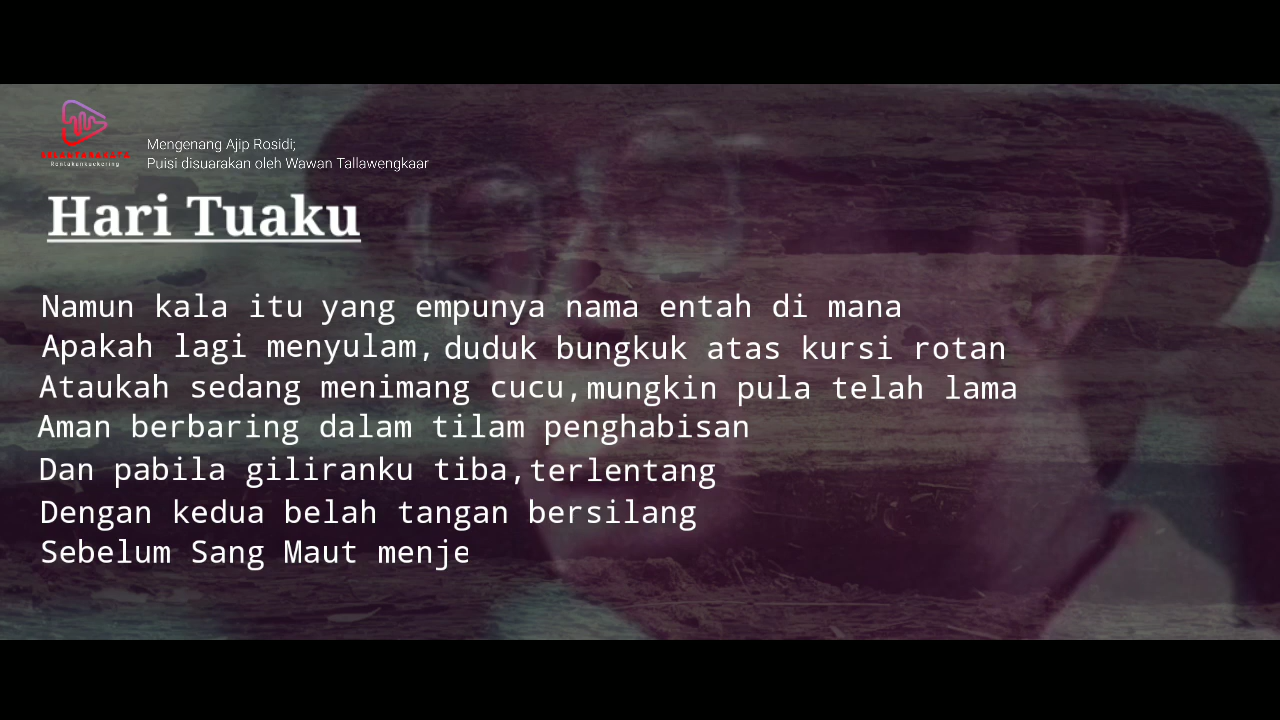 Mengenang Ajip Rosidi;
Puisi disuarakan oleh Wawan Tallawengkaar
Hari Tuaku
Namun kala itu yang empunya nama entah di mana
Apakah lagi menyulam, duduk bungkuk atas kursi rotan
Ataukah sedang menimang cucu, mungkin pula telah lama
Aman berbaring dalam tilam penghabisan
Dan pabila giliranku tiba, terlentang
Dengan kedua belah tangan bersilang
Sebelum Sang Maut menje